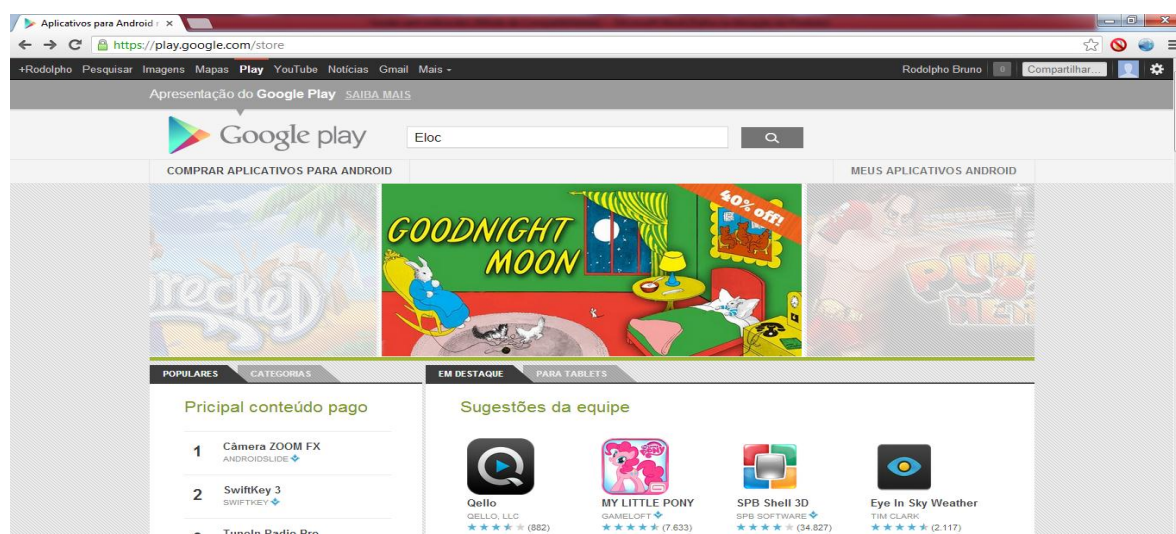 Aplicativos para Android r
https://play.google.com/store
+Rodolpho Pesquisar Imagens Mapas Play YouTube Notícias Gmail Mais
Rodolpho Bruno 0 Compartilhar...
Apresentação do Google Play SAIBA MAIS
Google play
Eloc
COMPRAR APLICATIVOS PARA ANDROID
MEUS APLICATIVOS ANDROID
Wrecked
GOODNIGHT
MOON
40% off!
POPULARES CATEGORIAS
EM DESTAQUE PARA TABLETS
Pricipal conteúdo pago
1 Câmera ZOOM FX
ANDROIDSLIDE
2 SwiftKey 3
SWIFTKEY
TuneIn Radio Pro
Sugestões da equipe
Qello
QELLO, LLC
(882)
MY LITTLE PONY
GAMELOFT
(7.633)
SPB Shell 3D
SPB SOFTWARE
(34.827)
Eye In Sky Weather
TIM CLARK
(2.117)